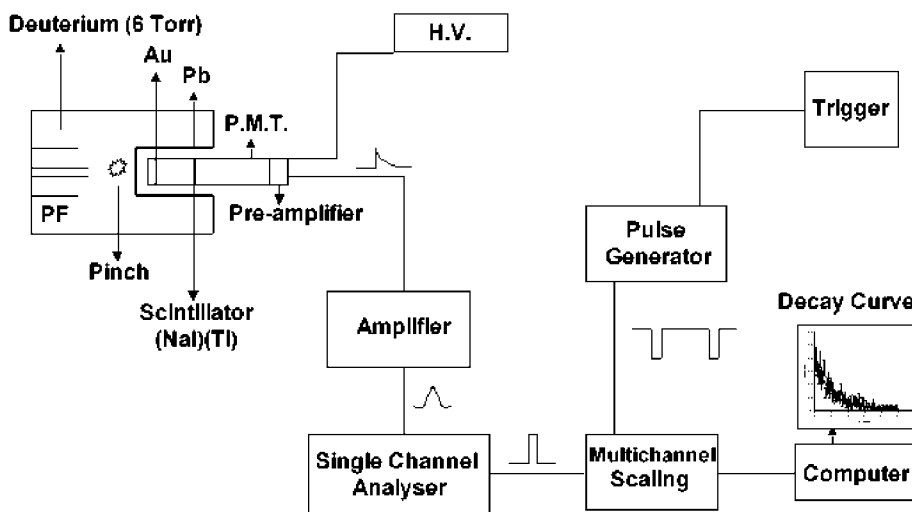 Deuterium (6 Torr)
Au
Pb
H.V.
P.M.T.
Trigger
PF
Pre-amplifier
Pulse
Generator
Pinch
Scintillator
(NaI)(Tl)
Amplifier
Decay Curve
Single Channel
Analyser
Multichannel
Scaling
Computer